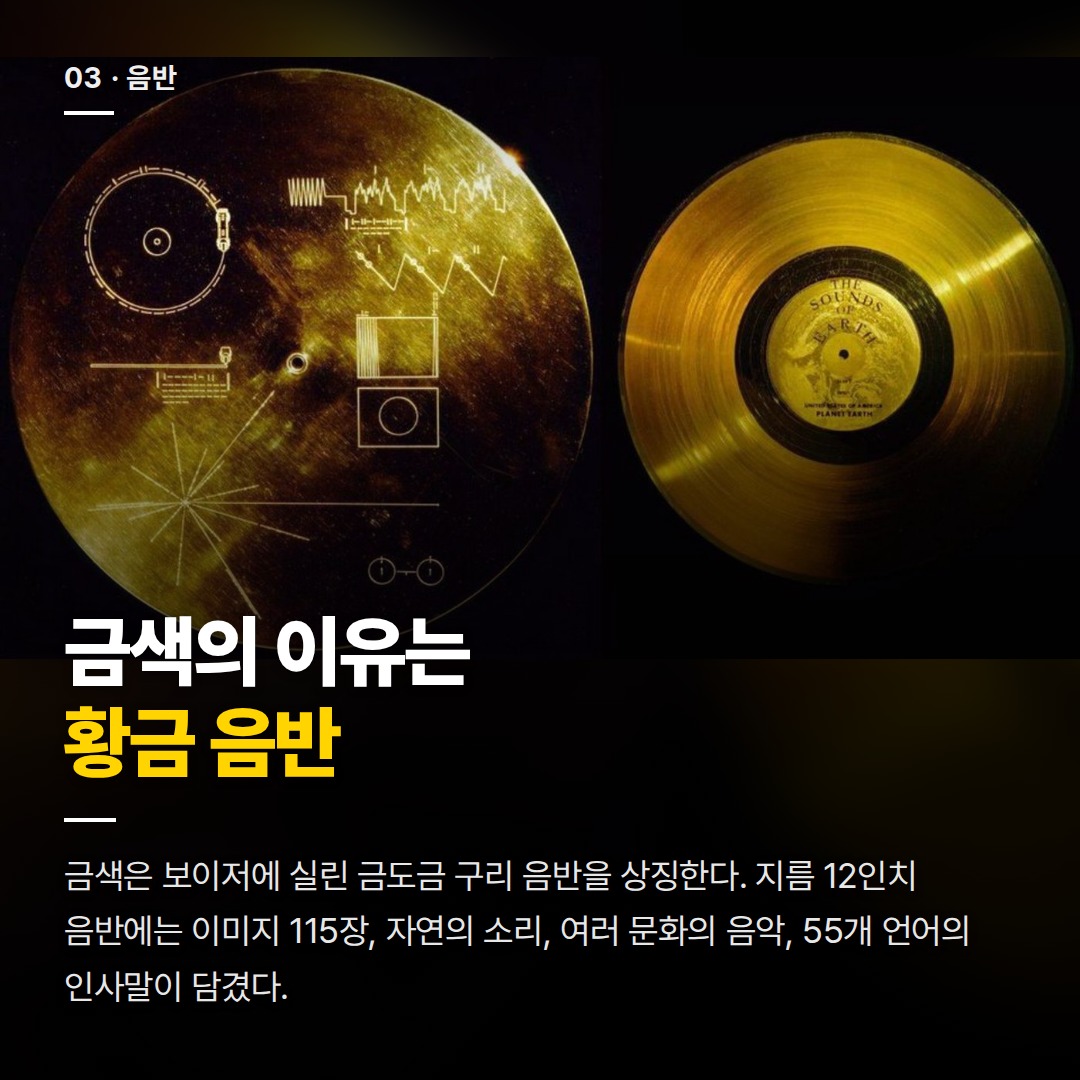 03 · 음반
THE
SOUNDS
OF
EARTH
UNITED STATES OF AMERICA
PLANET EARTH
금색의 이유는
황금 음반
금색은 보이저에 실린 금도금 구리 음반을 상징한다. 지름 12인치
음반에는 이미지 115장, 자연의 소리, 여러 문화의 음악, 55개 언어의
인사말이 담겼다.